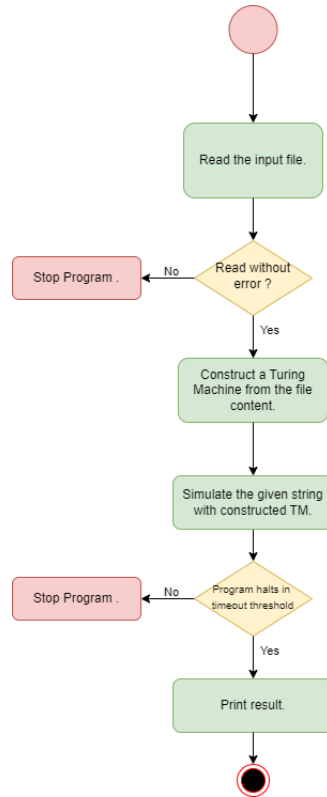 Read the input file.
Read without
error ?
No
Stop Program .
Yes
Construct a Turing
Machine from the file
content.
Simulate the given string
with constructed TM.
Program halts in
timeout threshold
No
Stop Program .
Yes
Print result.